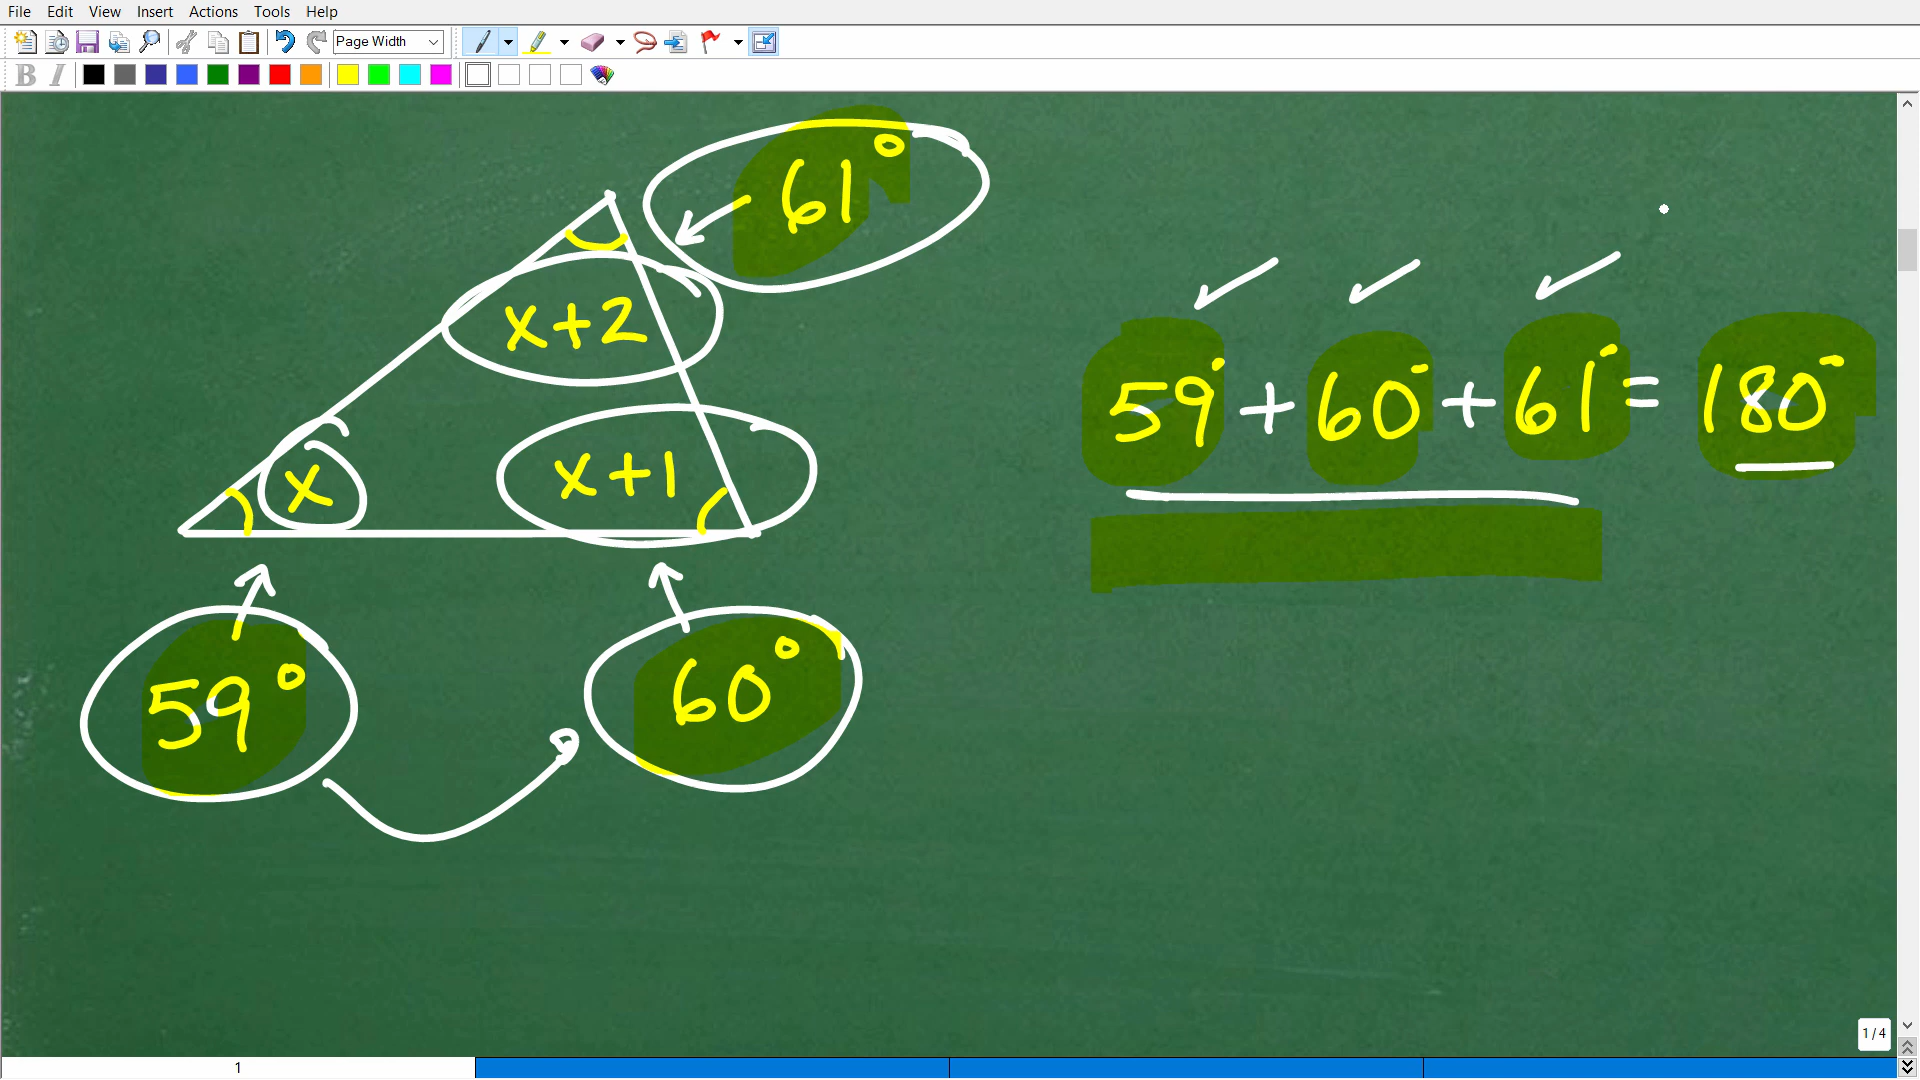 File Edit View Insert Actions Tools Help
Page Width
B I
61°
x+2
x
x+1
59°
60°
59° + 60° + 61° = 180°
1 / 4
1